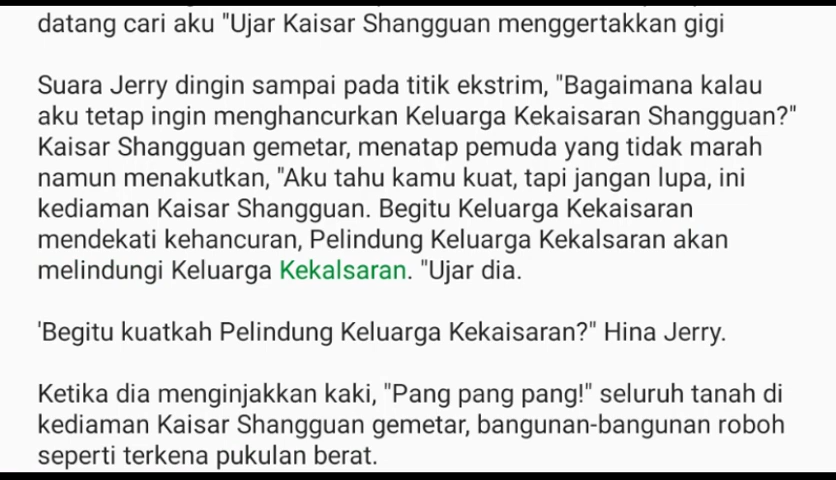 datang cari aku "Ujar Kaisar Shangguan menggertakkan gigi
Suara Jerry dingin sampai pada titik ekstrim, "Bagaimana kalau
aku tetap ingin menghancurkan Keluarga Kekaisaran Shangguan?"
Kaisar Shangguan gemetar, menatap pemuda yang tidak marah
namun menakutkan, "Aku tahu kamu kuat, tapi jangan lupa, ini
kediaman Kaisar Shangguan. Begitu Keluarga Kekaisaran
mendekati kehancuran, Pelindung Keluarga Kekalsaran akan
melindungi Keluarga Kekalsaran. "Ujar dia.
'Begitu kuatkah Pelindung Keluarga Kekaisaran?" Hina Jerry.
Ketika dia menginjakkan kaki, "Pang pang pang!" seluruh tanah di
kediaman Kaisar Shangguan gemetar, bangunan-bangunan roboh
seperti terkena pukulan berat.